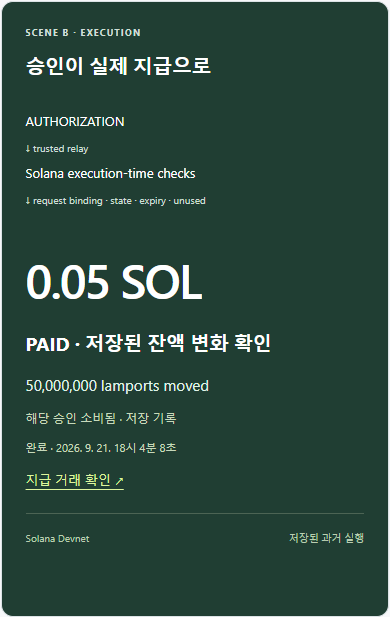 SCENE B · EXECUTION
승인이 실제 지급으로
AUTHORIZATION
↓ trusted relay
Solana execution-time checks
↓ request binding · state · expiry · unused
0.05 SOL
PAID · 저장된 잔액 변화 확인
50,000,000 lamports moved
해당 승인 소비됨 · 저장 기록
완료 · 2026. 9. 21. 18시 4분 8초
지급 거래 확인 ↗
Solana Devnet
저장된 과거 실행